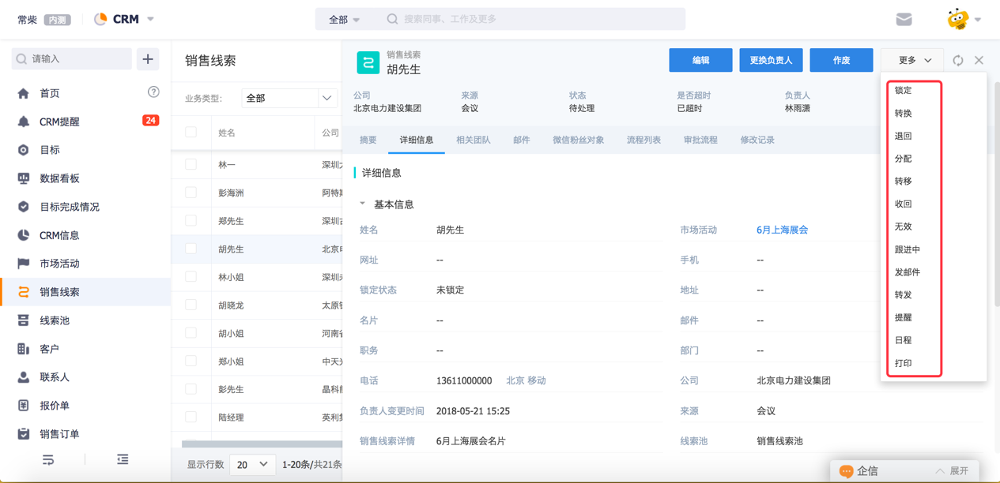 常柴 内测 CRM 全部 搜索同事、工作及更多
请输入
首页
CRM提醒 24
目标
数据看板
目标完成情况
CRM信息
市场活动
销售线索
线索池
客户
联系人
报价单
销售订单
销售线索
业务类型: 全部
姓名 公司
林一 深圳
彭海洲 阿特斯
郑先生 深圳
胡先生 北京电
林小姐 深圳
胡晓龙 太原
胡小姐 河南省
郑小姐 中天光
彭先生 晶科
陆经理 英利集
显示行数 20 1-20条/共21条
销售线索
胡先生
编辑 更换负责人 作废 更多
公司 来源 状态 是否超时 负责人
北京电力建设集团 会议 待处理 已超时 林雨潇
摘要 详细信息 相关团队 邮件 微信粉丝对象 流程列表 审批流程 修改记录
详细信息
基本信息
姓名 胡先生 市场活动 6月上海展会
网址 -- 手机 --
锁定状态 未锁定 地址 --
名片 -- 邮件 --
职务 -- 部门 --
电话 13611000000 北京 移动 公司 北京电力建设集团
负责人变更时间 2018-05-21 15:25 来源 会议
销售线索详情 6月上海展会名片 线索池 销售线索池
锁定
转换
退回
分配
转移
收回
无效
跟进中
发邮件
转发
提醒
日程
打印
企信 展开